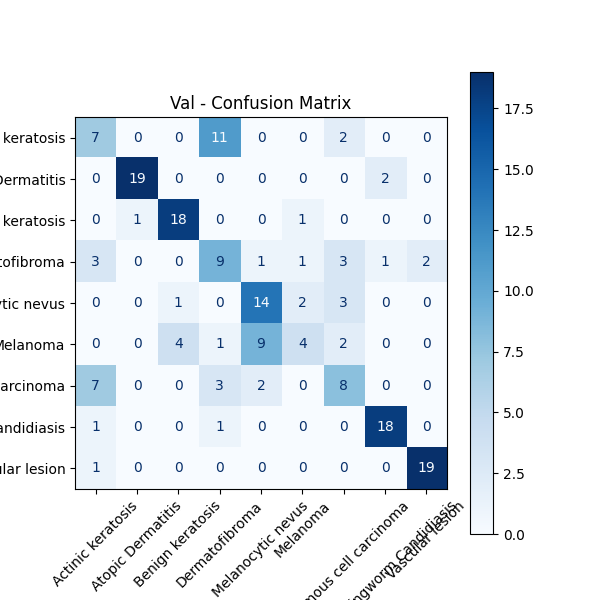 Val - Confusion Matrix
keratosis 7 0 0 11 0 0 2 0 0
Dermatitis 0 19 0 0 0 0 0 2 0
keratosis 0 1 18 0 0 1 0 0 0
tofibroma 3 0 0 9 1 1 3 1 2
tic nevus 0 0 1 0 14 2 3 0 0
Melanoma 0 0 4 1 9 4 2 0 0
arcinoma 7 0 0 3 2 0 8 0 0
andidiasis 1 0 0 1 0 0 0 18 0
ular lesion 1 0 0 0 0 0 0 0 19
Actinic keratosis
Atopic Dermatitis
Benign keratosis
Dermatofibroma
Melanocytic nevus
Melanoma
mous cell carcinoma
ngworm Candidiasis
Vascular lesion
17.5
15.0
12.5
10.0
7.5
5.0
2.5
0.0